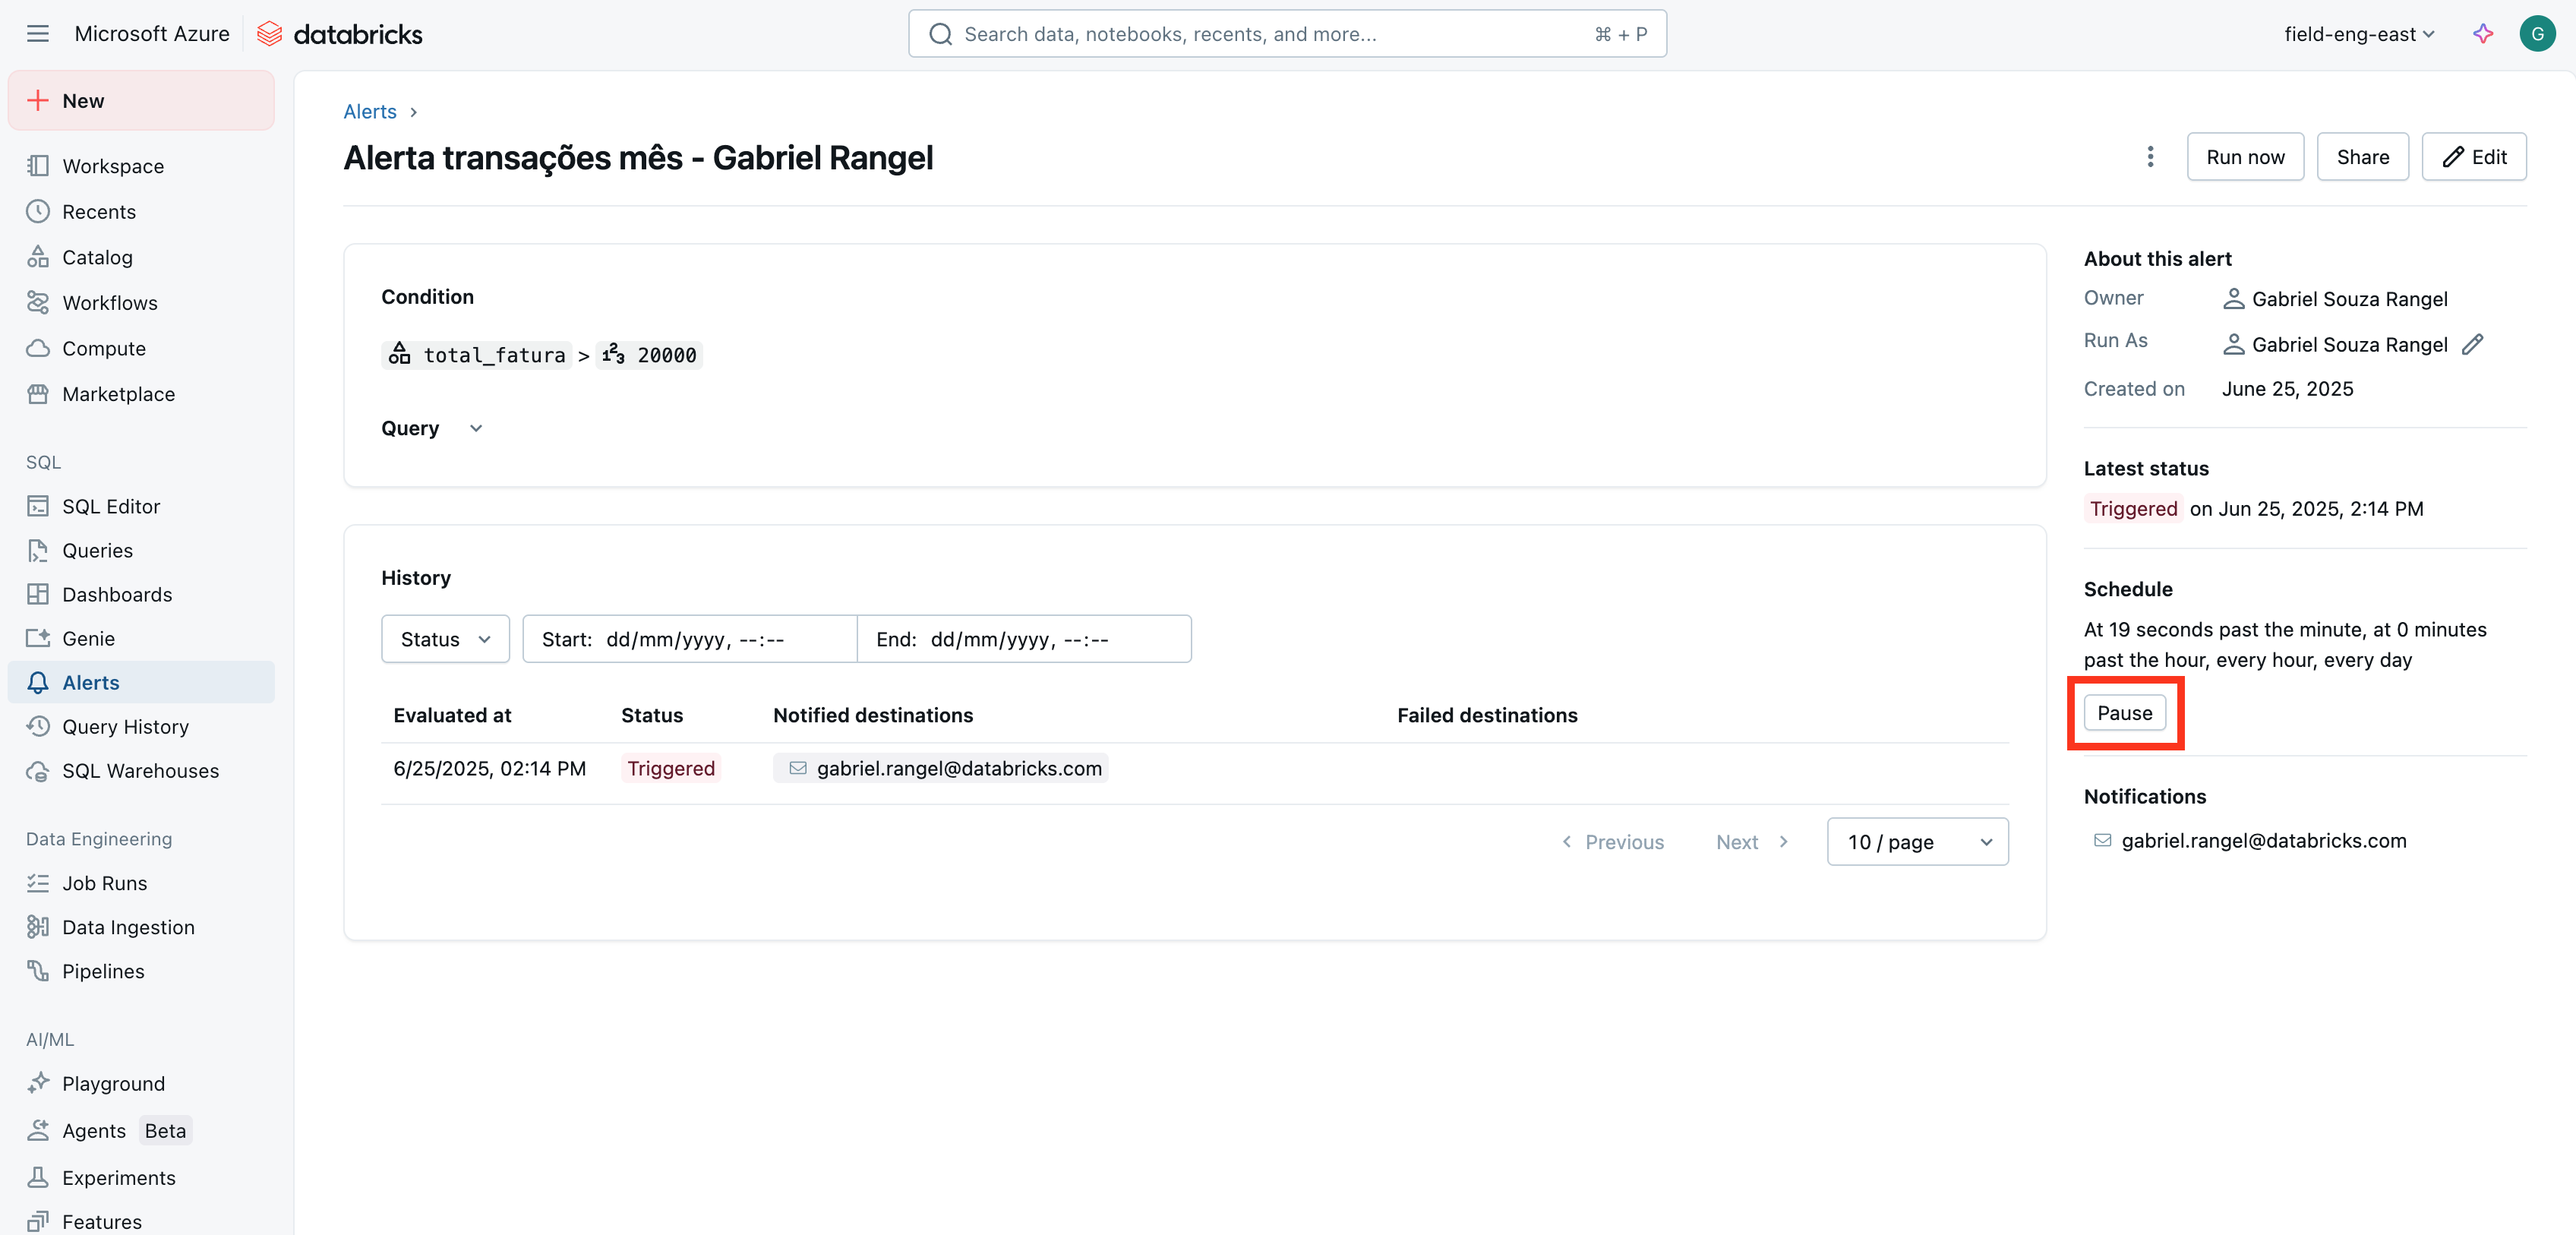 Microsoft Azure
databricks
Search data, notebooks, recents, and more...
⌘ + P
field-eng-east
G
New
Workspace
Recents
Catalog
Workflows
Compute
Marketplace
SQL
SQL Editor
Queries
Dashboards
Genie
Alerts
Query History
SQL Warehouses
Data Engineering
Job Runs
Data Ingestion
Pipelines
AI/ML
Playground
Agents Beta
Experiments
Features
Alerts ›
Alerta transações mês - Gabriel Rangel
Run now
Share
Edit
Condition
total_fatura > 123 20000
Query
History
Status
Start: dd/mm/yyyy, --:--
End: dd/mm/yyyy, --:--
Evaluated at Status Notified destinations Failed destinations
6/25/2025, 02:14 PM Triggered gabriel.rangel@databricks.com
Previous Next 10 / page
About this alert
Owner Gabriel Souza Rangel
Run As Gabriel Souza Rangel
Created on June 25, 2025
Latest status
Triggered on Jun 25, 2025, 2:14 PM
Schedule
At 19 seconds past the minute, at 0 minutes
past the hour, every hour, every day
Pause
Notifications
gabriel.rangel@databricks.com